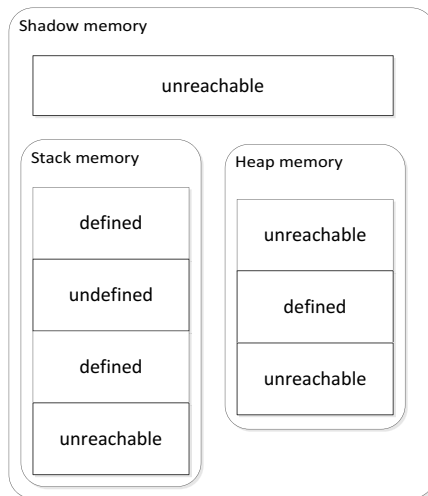 Shadow memory
unreachable
Stack memory
defined
undefined
defined
unreachable
Heap memory
unreachable
defined
unreachable